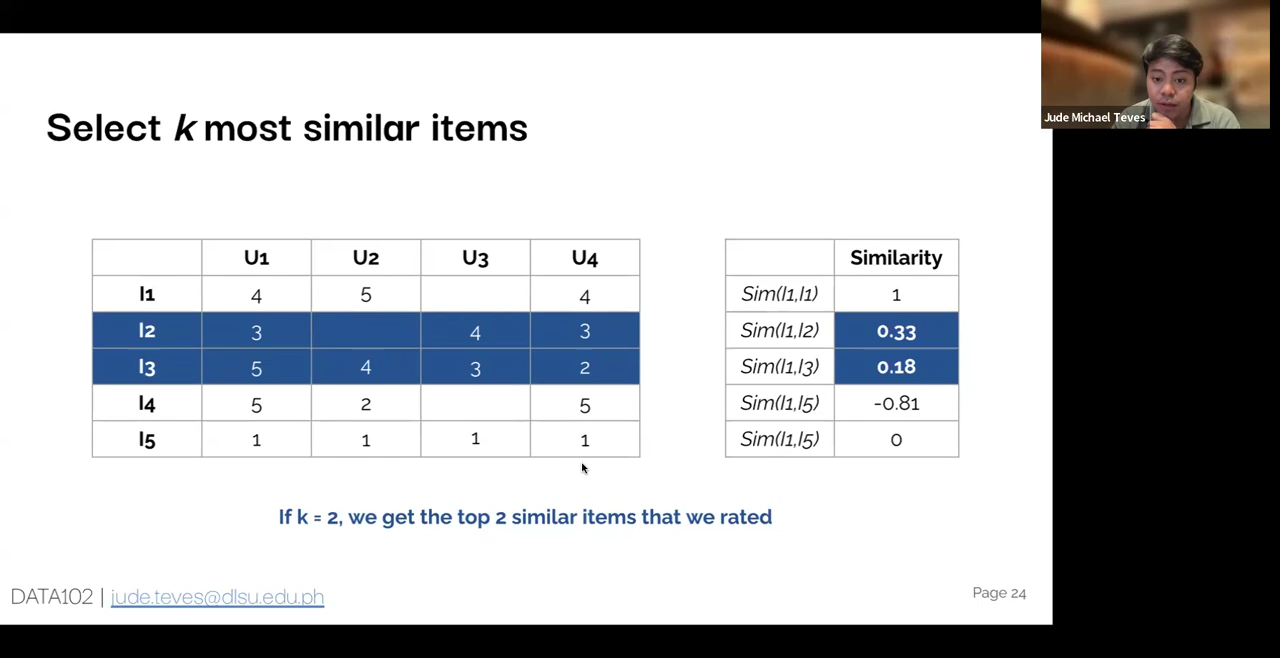 Jude Michael Teves
Select k most similar items
U1 U2 U3 U4
I1 4 5 4
I2 3 4 3
I3 5 4 3 2
I4 5 2 5
I5 1 1 1 1
Similarity
Sim(I1,I1) 1
Sim(I1,I2) 0.33
Sim(I1,I3) 0.18
Sim(I1,I5) -0.81
Sim(I1,I5) 0
If k = 2, we get the top 2 similar items that we rated
DATA102 | jude.teves@dlsu.edu.ph
Page 24